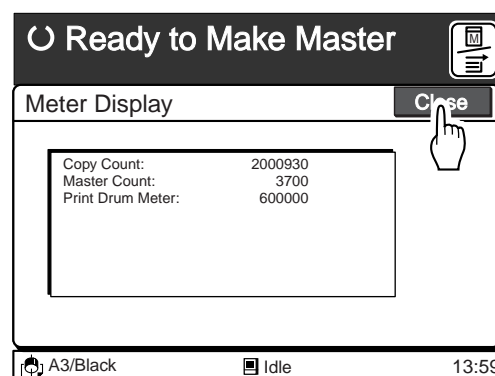 Ready to Make Master
M
Meter Display
Close
Copy Count: 2000930
Master Count: 3700
Print Drum Meter: 600000
A3/Black Idle 13:59